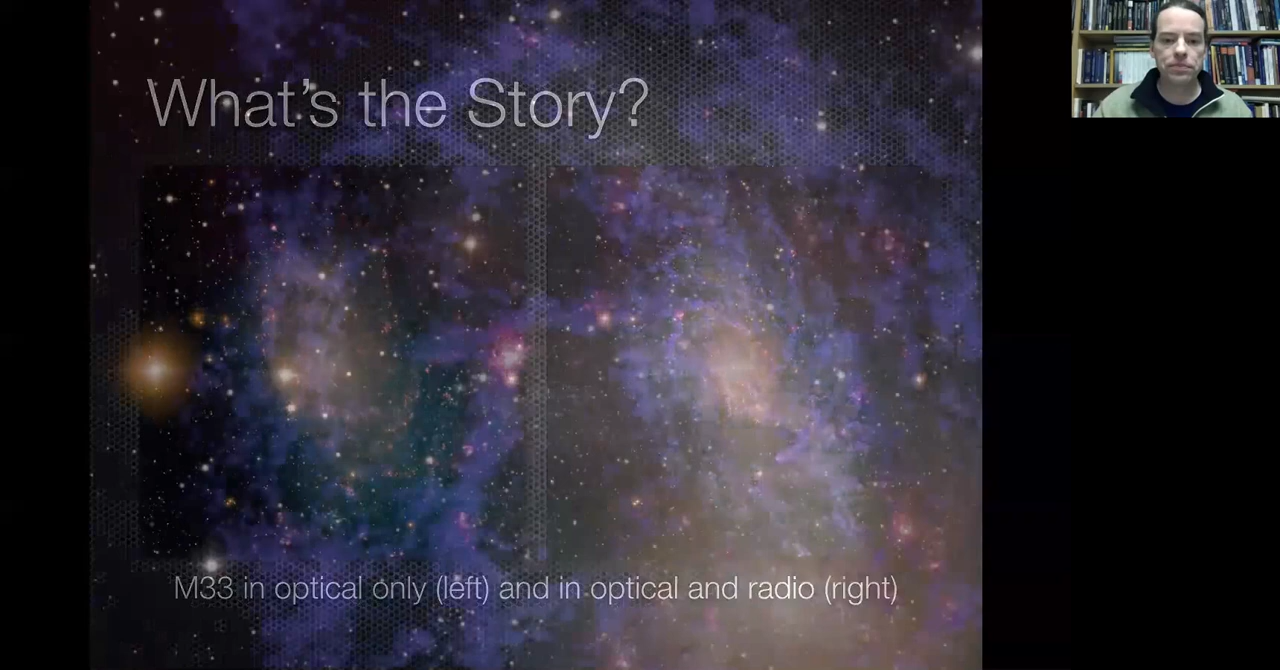 What's the Story?
M33 in optical only (left) and in optical and radio (right)